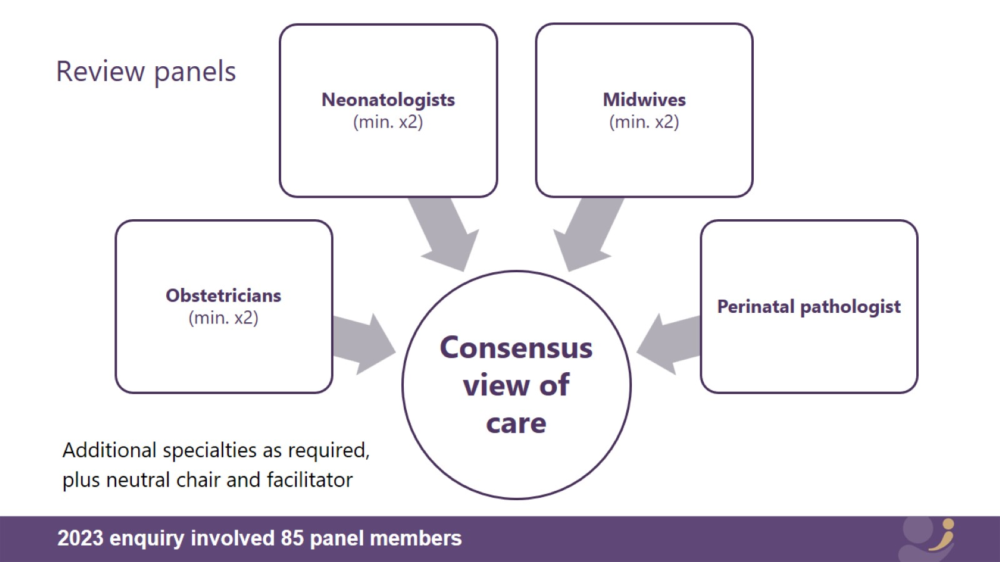 Review panels
Neonatologists
(min. x2)
Midwives
(min. x2)
Obstetricians
(min. x2)
Perinatal pathologist
Consensus
view of
care
Additional specialties as required,
plus neutral chair and facilitator
2023 enquiry involved 85 panel members